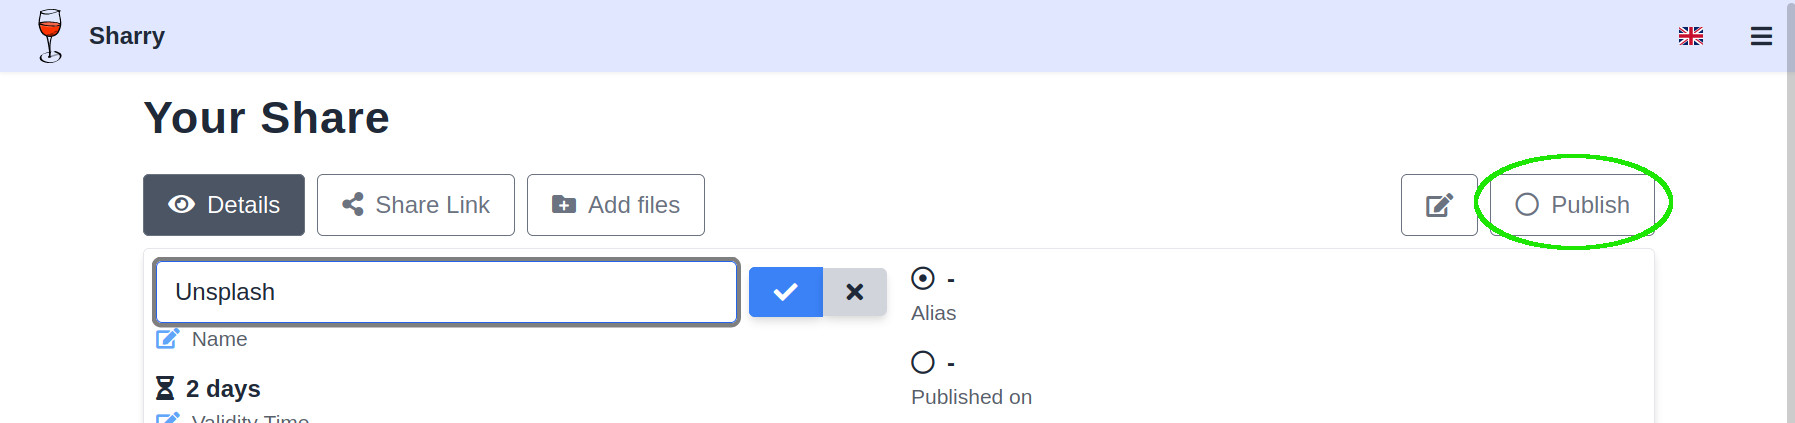 Sharry
Your Share
Details Share Link Add files Publish
Unsplash
-
Alias
Name
-
2 days
Published on
Validity Time